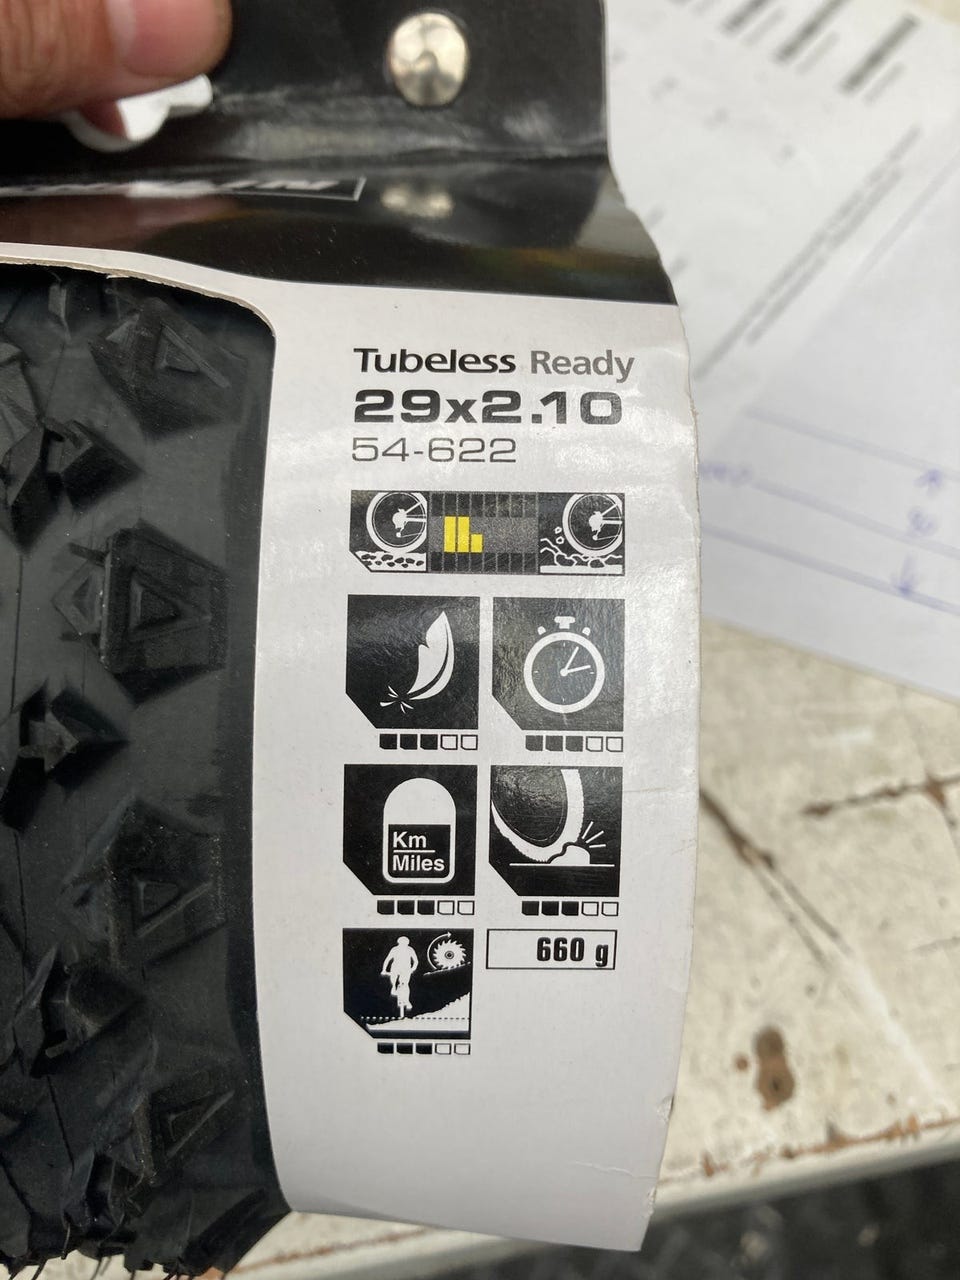 Tubeless Ready
29x2.10
54-622
Km
Miles
660 g